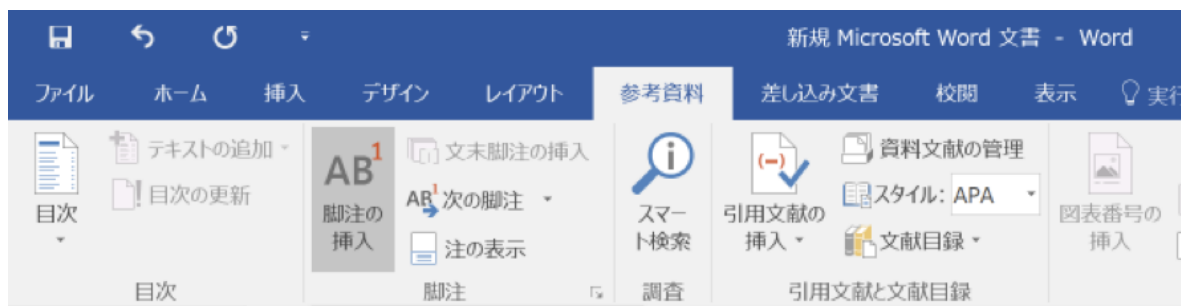 新規 Microsoft Word 文書 - Word
ファイル ホーム 挿入 デザイン レイアウト 参考資料 差し込み文書 校閲 表示 実行
目次
テキストの追加
目次の更新
目次
AB1
脚注の
挿入
文末脚注の挿入
AB1 次の脚注
注の表示
脚注
スマー
ト検索
調査
(-)
引用文献の
挿入
資料文献の管理
スタイル: APA
文献目録
引用文献と文献目録
図表番号の
挿入